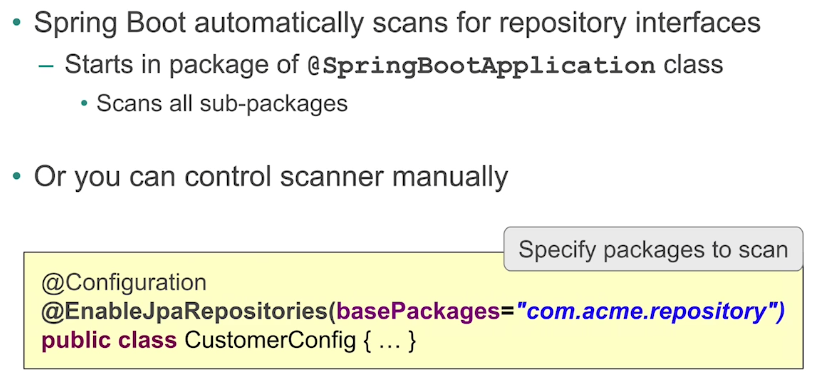 • Spring Boot automatically scans for repository interfaces
– Starts in package of @SpringBootApplication class
• Scans all sub-packages
• Or you can control scanner manually
Specify packages to scan
@Configuration
@EnableJpaRepositories(basePackages="com.acme.repository")
public class CustomerConfig { … }